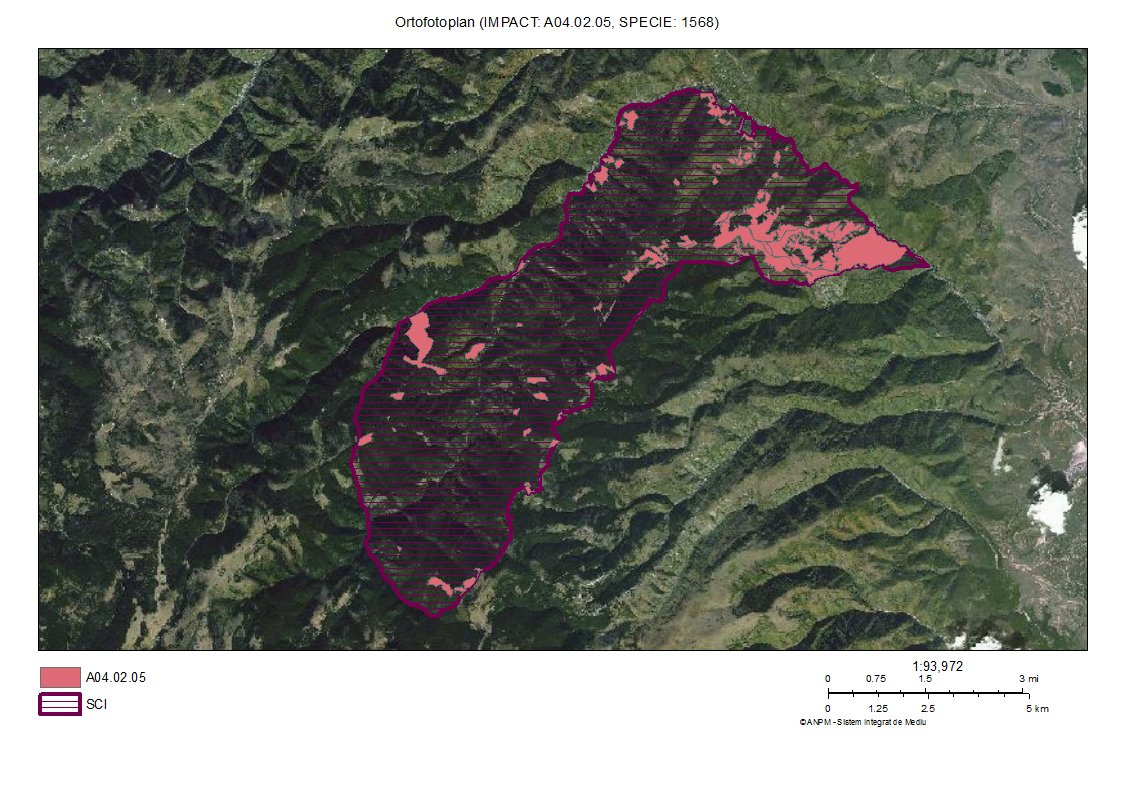 Ortofotoplan (IMPACT: A04.02.05, SPECIE: 1568)
A04.02.05
SCI
1:93,972
0 0.75 1.5 3 mi
0 1.25 2.5 5 km
©ANPM - Sistem Integrat de Mediu